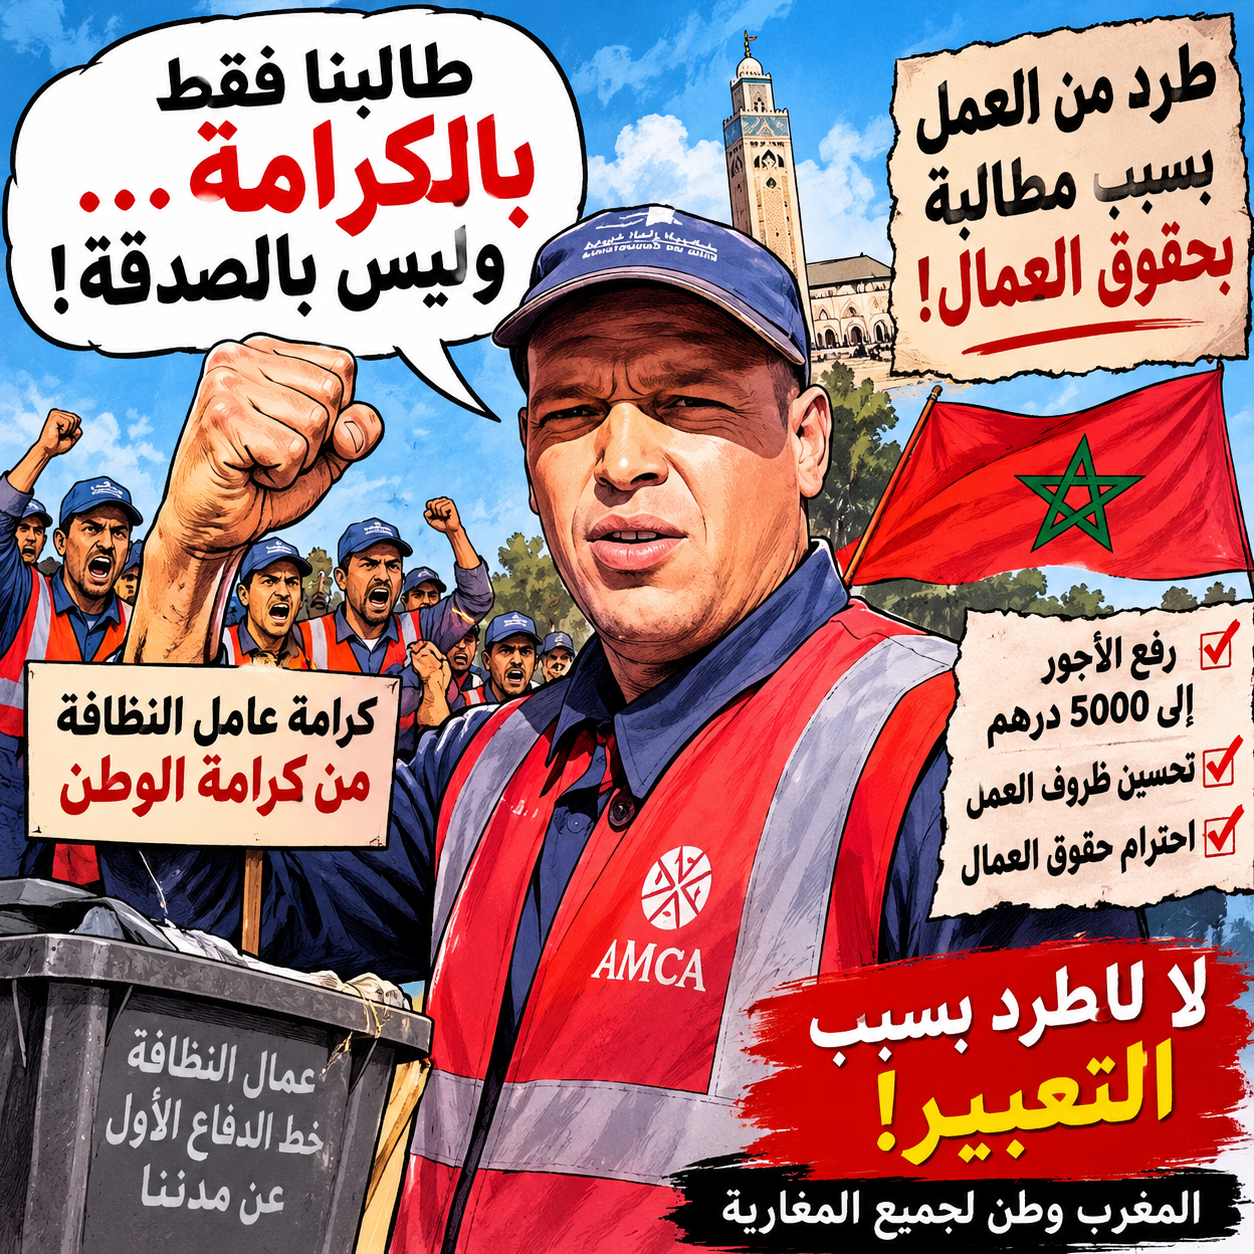 طالبنا فقط
بالكرامة...
وليس بالصدقة!
طرد من العمل
بسبب مطالبة
بحقوق العمال!
رفع الأجور
إلى 5000 درهم
تحسين ظروف العمل
احترام حقوق العمال
كرامة عامل النظافة
من كرامة الوطن
AMCA
عمال النظافة
خط الدفاع الأول
عن مدننا
لا للطرد بسبب
التعبير!
المغرب وطن لجميع المغاربة